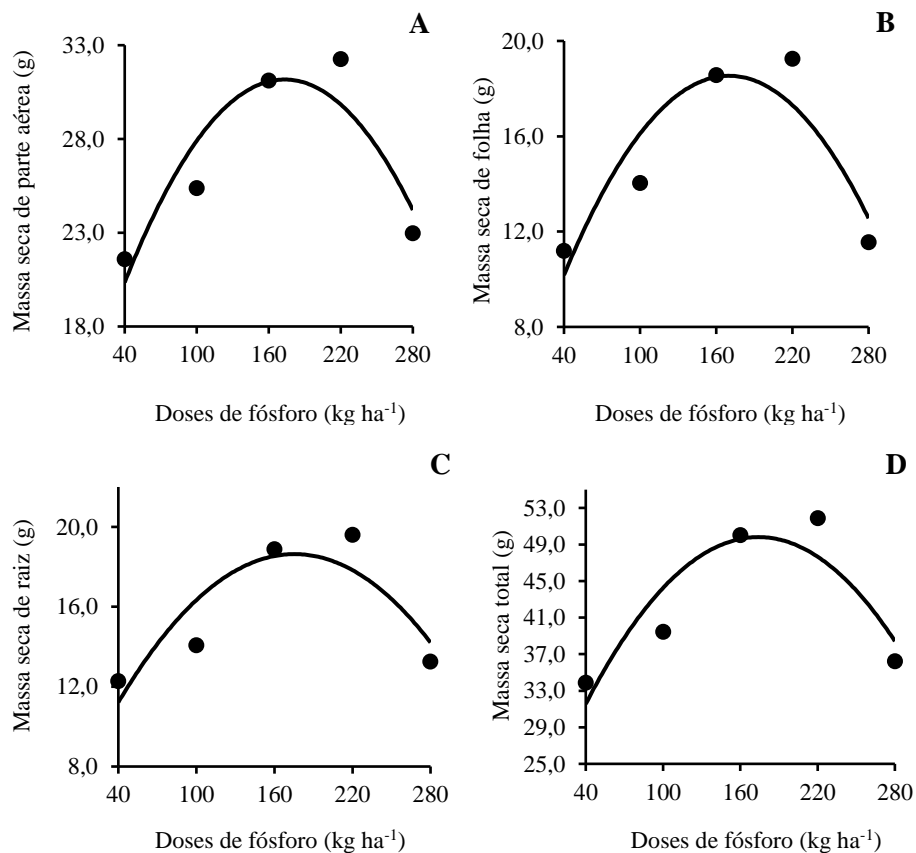 A
Massa seca de parte aérea (g)
33,0
28,0
23,0
18,0
40 100 160 220 280
Doses de fósforo (kg ha-1)
B
Massa seca de folha (g)
20,0
16,0
12,0
8,0
40 100 160 220 280
Doses de fósforo (kg ha-1)
C
Massa seca de raiz (g)
20,0
16,0
12,0
8,0
40 100 160 220 280
Doses de fósforo (kg ha-1)
D
Massa seca total (g)
53,0
49,0
45,0
41,0
37,0
33,0
29,0
25,0
40 100 160 220 280
Doses de fósforo (kg ha-1)